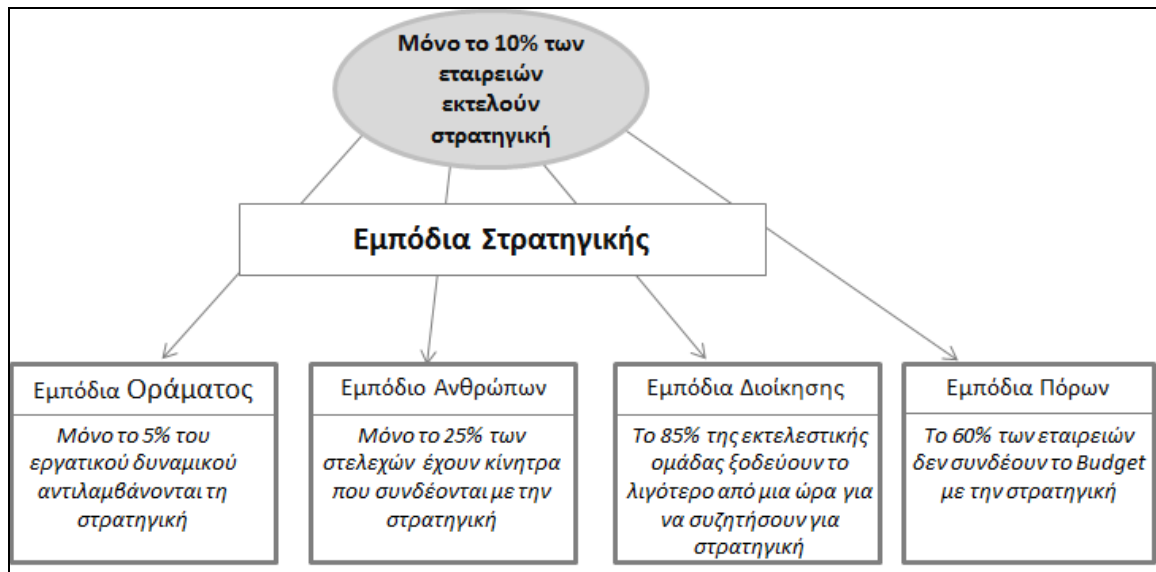 Μόνο το 10% των
εταιρειών
εκτελούν
στρατηγική
Εμπόδια Στρατηγικής
Εμπόδια Οράματος
Μόνο το 5% του
εργατικού δυναμικού
αντιλαμβάνονται τη
στρατηγική
Εμπόδιο Ανθρώπων
Μόνο το 25% των
στελεχών έχουν κίνητρα
που συνδέονται με την
στρατηγική
Εμπόδια Διοίκησης
Το 85% της εκτελεστικής
ομάδας ξοδεύουν το
λιγότερο από μια ώρα για
να συζητήσουν για
στρατηγική
Εμπόδια Πόρων
Το 60% των εταιρειών
δεν συνδέουν το Budget
με την στρατηγική